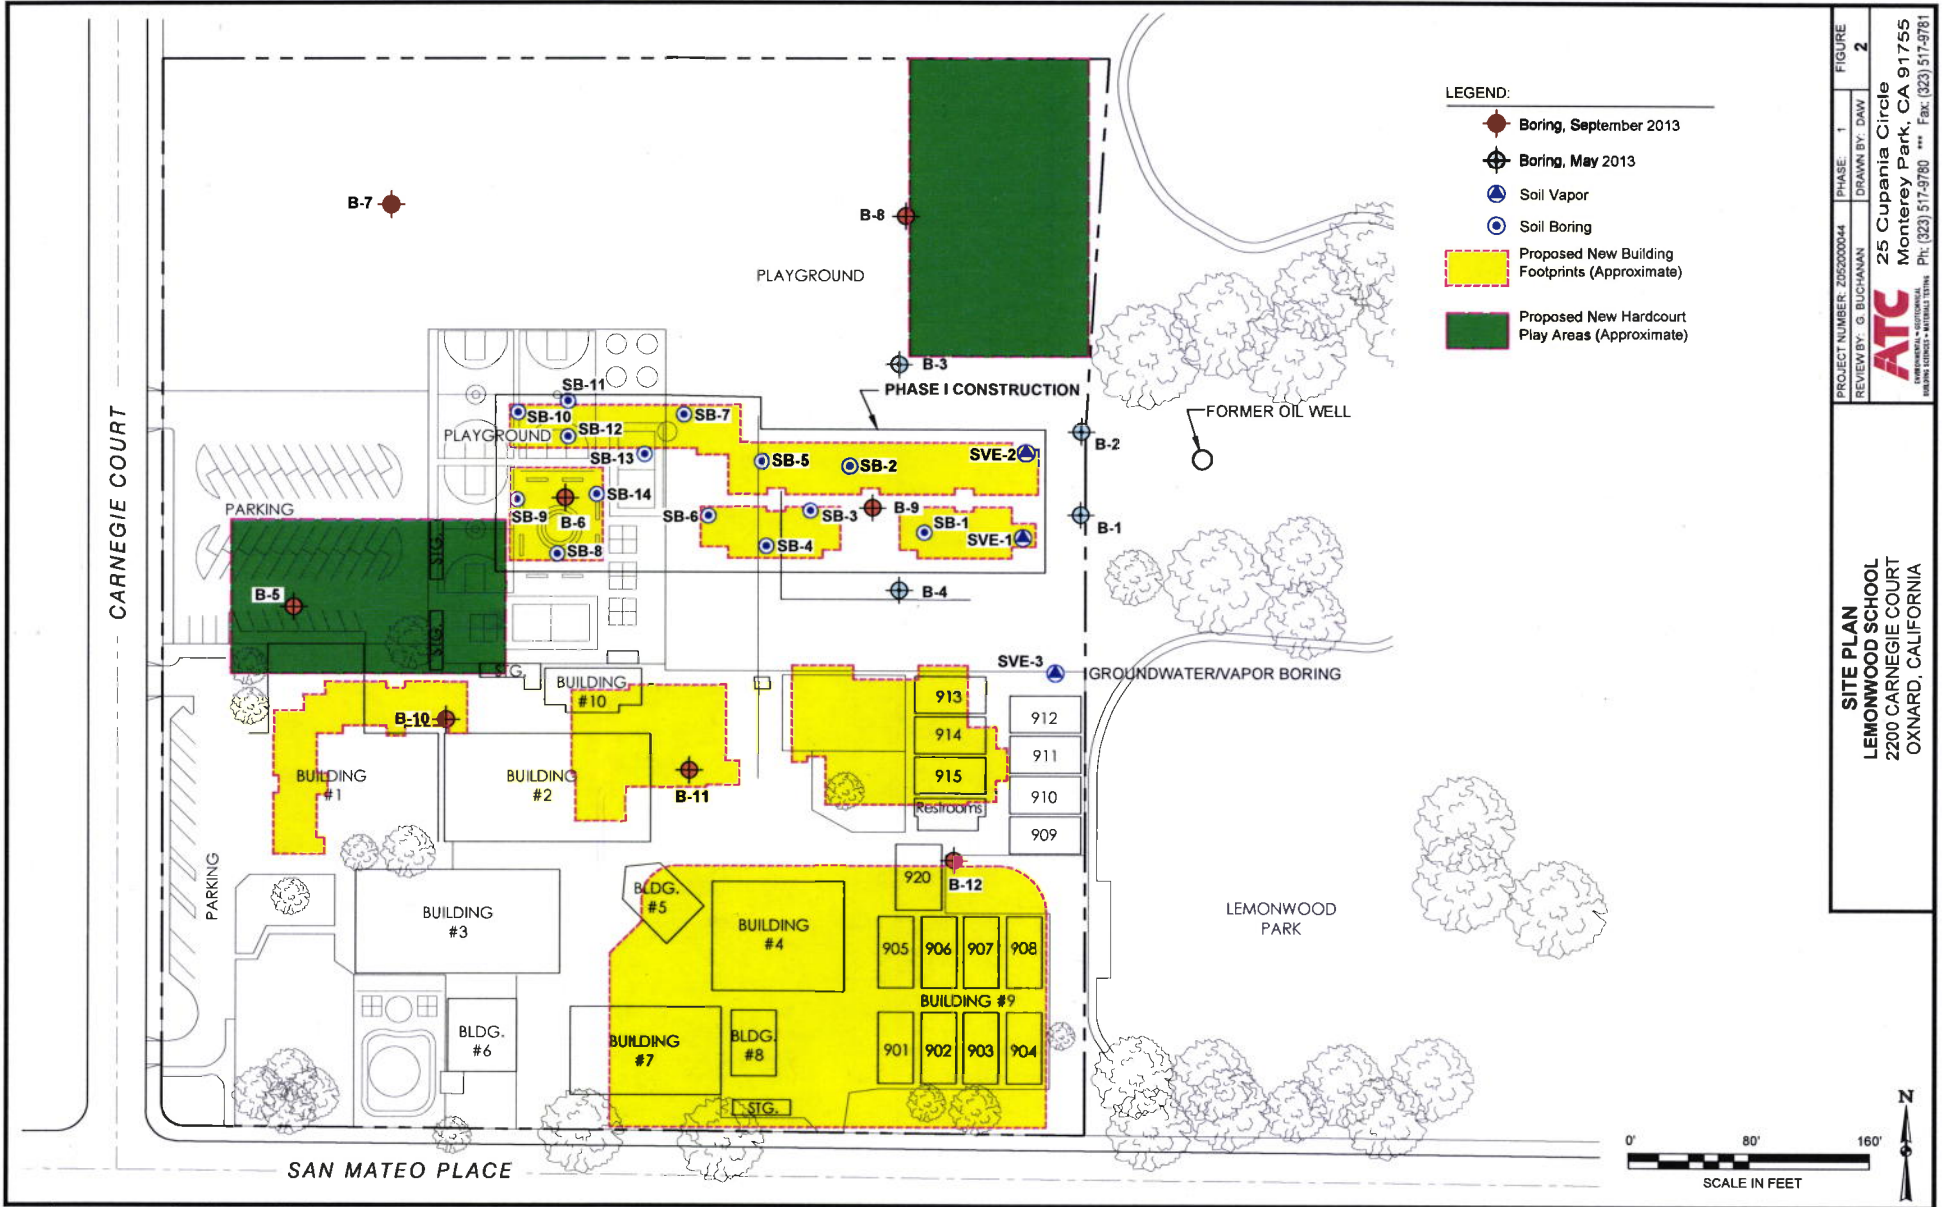 LEGEND:
Boring, September 2013
Boring, May 2013
Soil Vapor
Soil Boring
Proposed New Building
Footprints (Approximate)
Proposed New Hardcourt
Play Areas (Approximate)
B-7
B-8
PLAYGROUND
B-3
PHASE I CONSTRUCTION
FORMER OIL WELL
SB-11
SB-10
SB-7
SB-12
PLAYGROUND
SB-13
B-2
SB-5
SB-2
SVE-2
SB-14
SB-9
B-6
SB-8
SB-6
SB-3
B-9
SB-1
SB-4
SVE-1
B-1
PARKING
STG.
B-5
STG.
B-4
STG.
SVE-3
GROUNDWATER/VAPOR BORING
BUILDING
#10
B-10
913
914
915
Restrooms
912
911
910
909
BUILDING
#1
BUILDING
#2
B-11
PARKING
BUILDING
#3
BLDG.
#5
BUILDING
#4
920
B-12
905
906
907
908
BUILDING #9
901
902
903
904
BLDG.
#6
BUILDING
#7
BLDG.
#8
STG.
LEMONWOOD
PARK
CARNEGIE COURT
SAN MATEO PLACE
0'
80'
160'
SCALE IN FEET
N
PROJECT NUMBER: Z052000044
PHASE: 1
FIGURE
2
REVIEW BY: G. BUCHANAN
DRAWN BY: DAW
ATC
ENVIRONMENTAL • GEOTECHNICAL
BUILDING SCIENCES • MATERIALS TESTING
25 Cupania Circle
Monterey Park, CA 91755
Ph: (323) 517-9780 *** Fax: (323) 517-9781
SITE PLAN
LEMONWOOD SCHOOL
2200 CARNEGIE COURT
OXNARD, CALIFORNIA